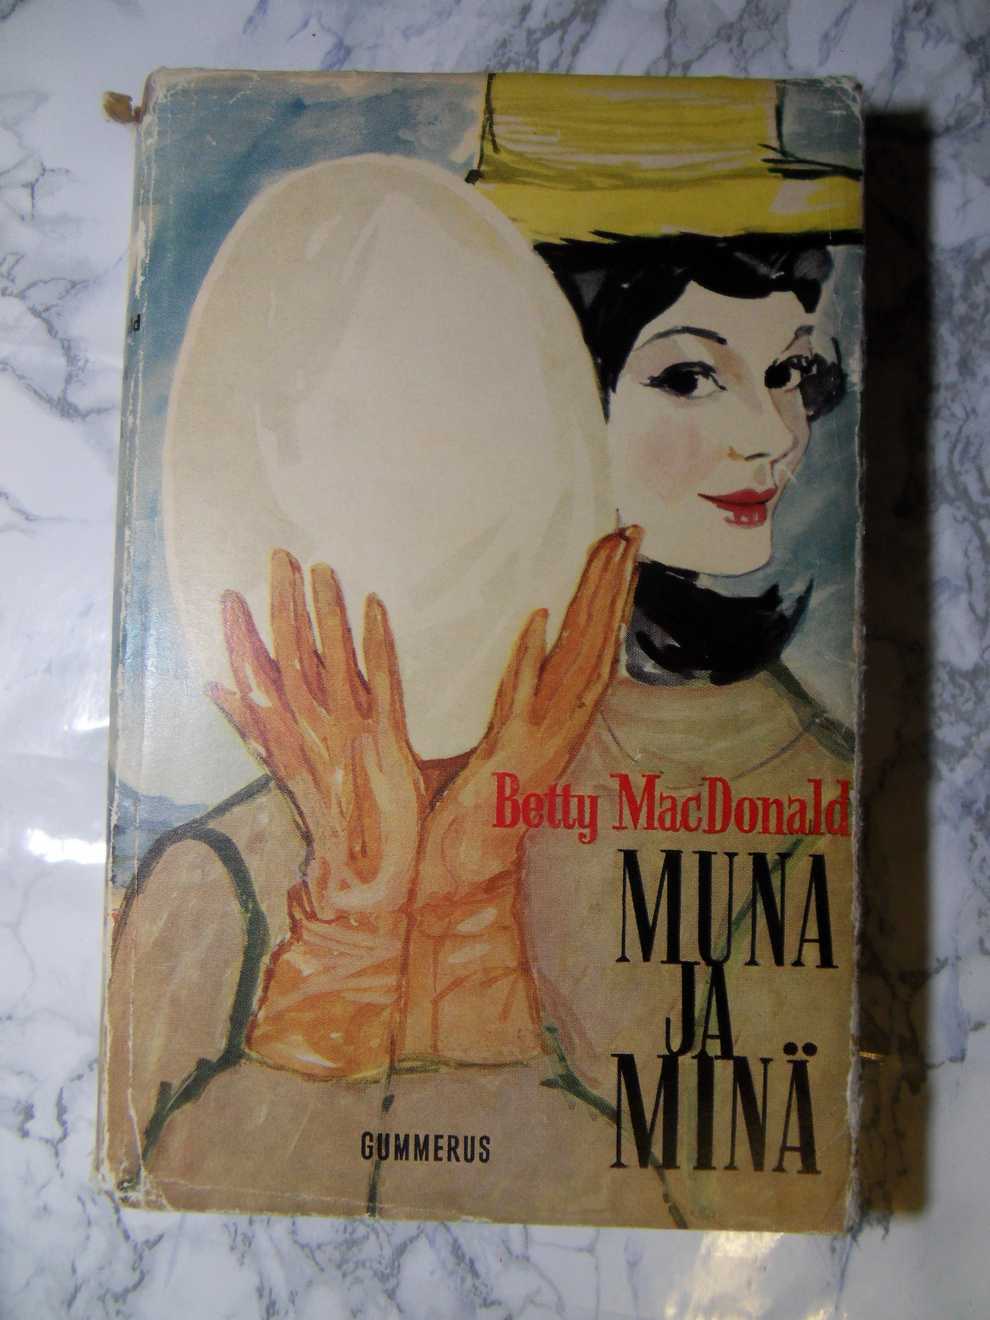 Betty MacDonald
MUNA
JA
MINÄ
GUMMERUS